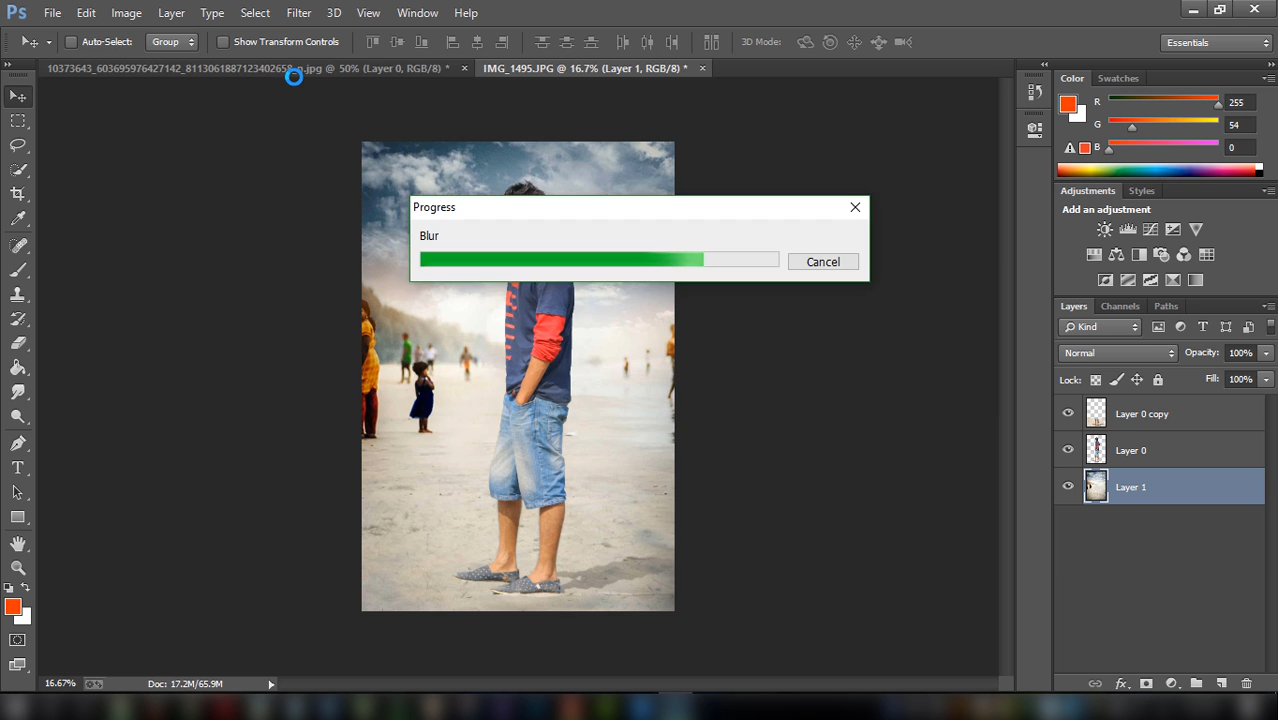 Ps File Edit Image Layer Type Select Filter 3D View Window Help
Auto-Select: Group Show Transform Controls 3D Mode: Essentials
10373643_603695976427142_8113061887123402658_n.jpg @ 50% (Layer 0, RGB/8) * × IMG_1495.JPG @ 16.7% (Layer 1, RGB/8) * ×
Color Swatches
R 255
G 54
B 0
Adjustments Styles
Add an adjustment
Progress
Blur
Cancel
Layers Channels Paths
Kind
Normal Opacity: 100%
Lock: Fill: 100%
Layer 0 copy
Layer 0
Layer 1
16.67% Doc: 17.2M/65.9M